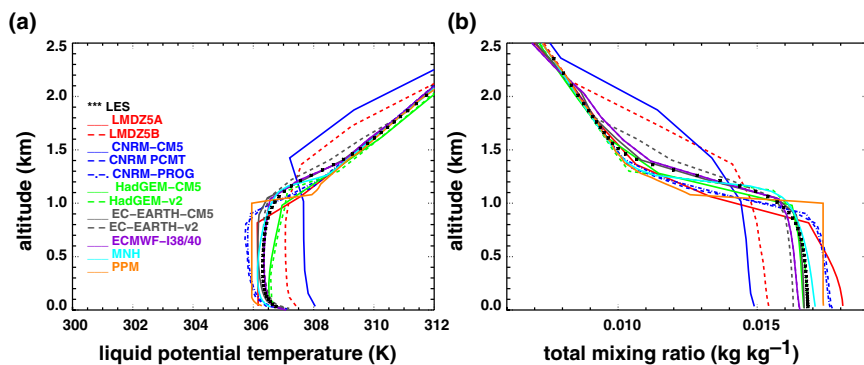 (a)
(b)
2.5
2.0
1.5
1.0
0.5
0.0
altitude (km)
*** LES
LMDZ5A
LMDZ5B
CNRM−CM5
CNRM PCMT
CNRM−PROG
HadGEM−CM5
HadGEM−v2
EC−EARTH−CM5
EC−EARTH−v2
ECMWF−I38/40
MNH
PPM
300 302 304 306 308 310 312
liquid potential temperature (K)
2.5
2.0
1.5
1.0
0.5
0.0
altitude (km)
0.010 0.015
total mixing ratio (kg kg−1)